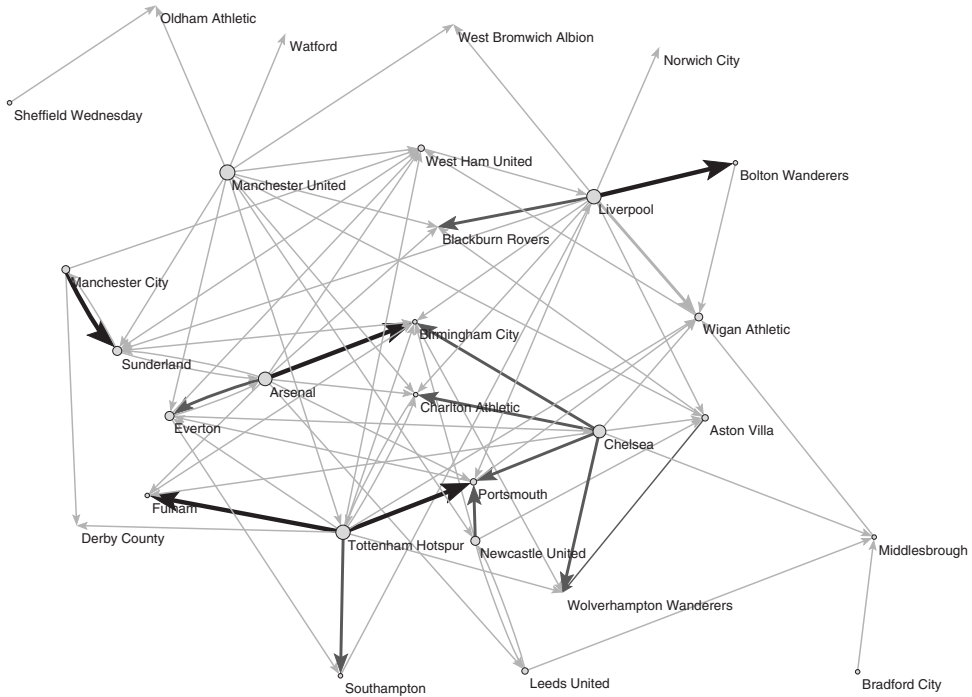 Oldham Athletic
Watford
West Bromwich Albion
Norwich City
Sheffield Wednesday
West Ham United
Manchester United
Bolton Wanderers
Liverpool
Blackburn Rovers
Manchester City
Birmingham City
Wigan Athletic
Sunderland
Arsenal
Charlton Athletic
Everton
Aston Villa
Chelsea
Portsmouth
Fulham
Derby County
Tottenham Hotspur
Newcastle United
Middlesbrough
Wolverhampton Wanderers
Southampton
Leeds United
Bradford City